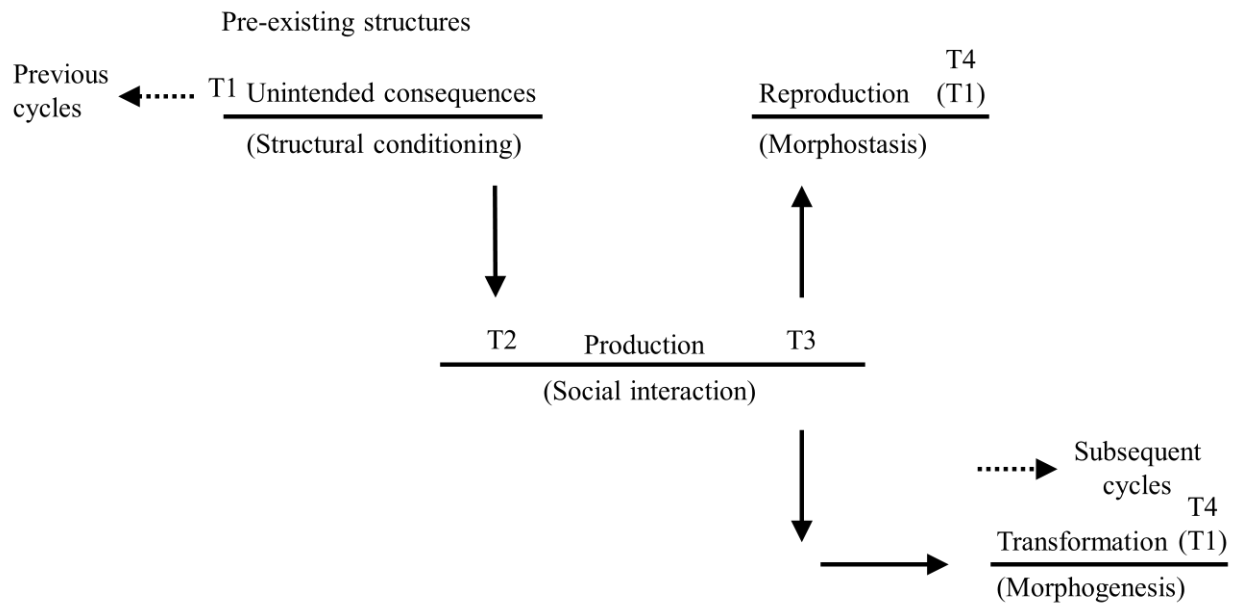 Pre-existing structures
Previous
cycles
T1 Unintended consequences
(Structural conditioning)
T4
Reproduction (T1)
(Morphostasis)
T2 Production T3
(Social interaction)
Subsequent
cycles
T4
Transformation (T1)
(Morphogenesis)